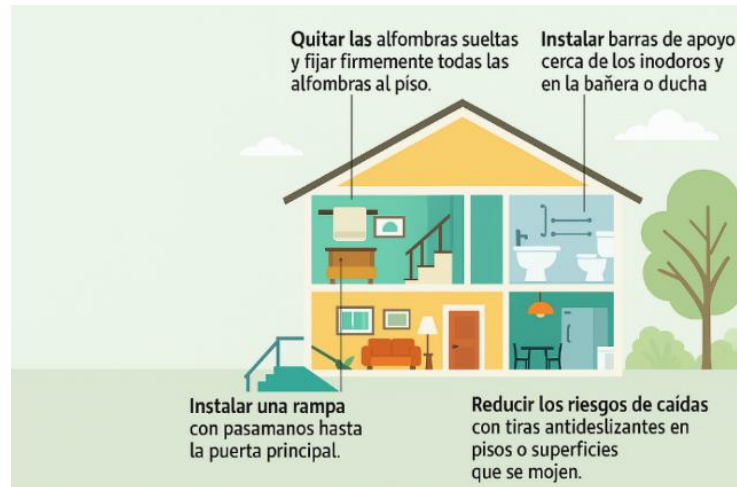 Quitar las alfombras sueltas
y fijar firmemente todas las
alfombras al píso.
Instalar barras de apoyo
cerca de los inodoros y
en la bañera o ducha
Instalar una rampa
con pasamanos hasta
la puerta principal.
Reducir los riesgos de caídas
con tiras antideslizantes en
pisos o superficies
que se mojen.